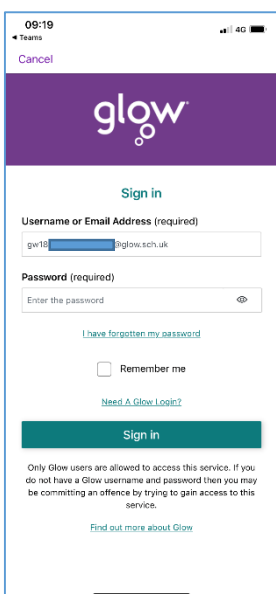 09:19
4G
◀ Teams
Cancel
glow
Sign in
Username or Email Address (required)
gw18 @glow.sch.uk
Password (required)
Enter the password
I have forgotten my password
Remember me
Need A Glow Login?
Sign in
Only Glow users are allowed to access this service. If you
do not have a Glow username and password then you may
be committing an offence by trying to gain access to this
service.
Find out more about Glow